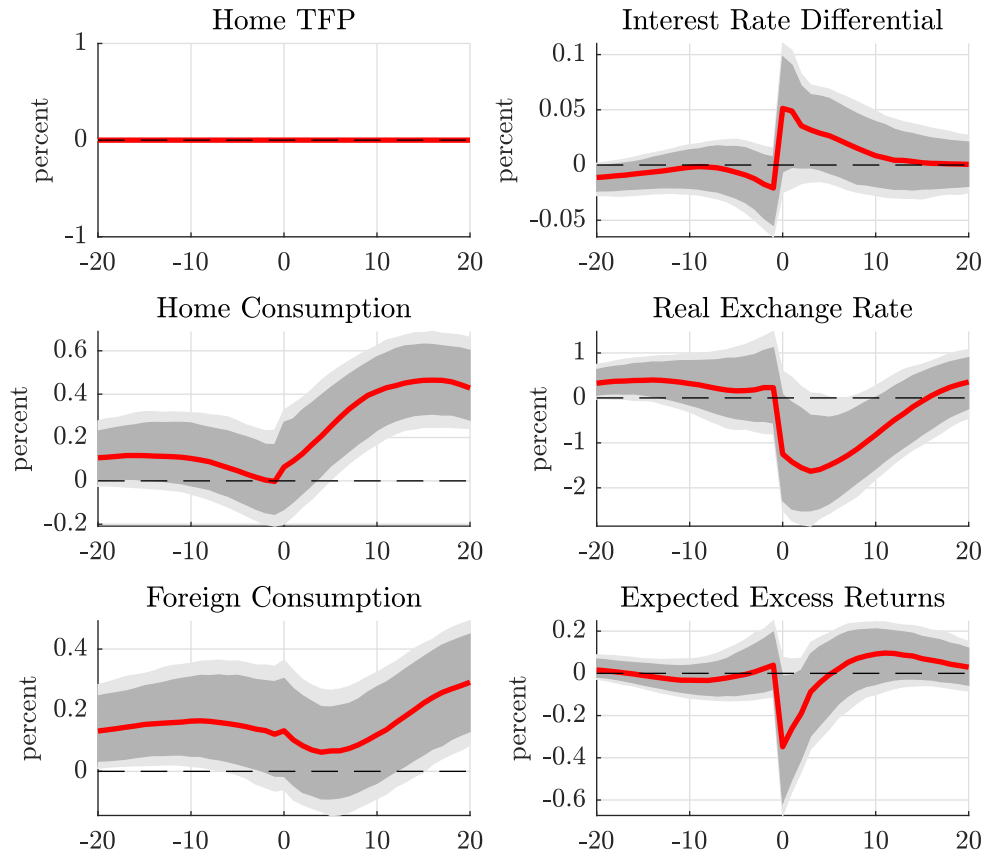 Home TFP
1
0
-1
percent
-20 -10 0 10 20
Interest Rate Differential
0.1
0.05
0
-0.05
percent
-20 -10 0 10 20
Home Consumption
0.6
0.4
0.2
0
-0.2
percent
-20 -10 0 10 20
Real Exchange Rate
1
0
-1
-2
percent
-20 -10 0 10 20
Foreign Consumption
0.4
0.2
0
percent
-20 -10 0 10 20
Expected Excess Returns
0.2
0
-0.2
-0.4
-0.6
percent
-20 -10 0 10 20